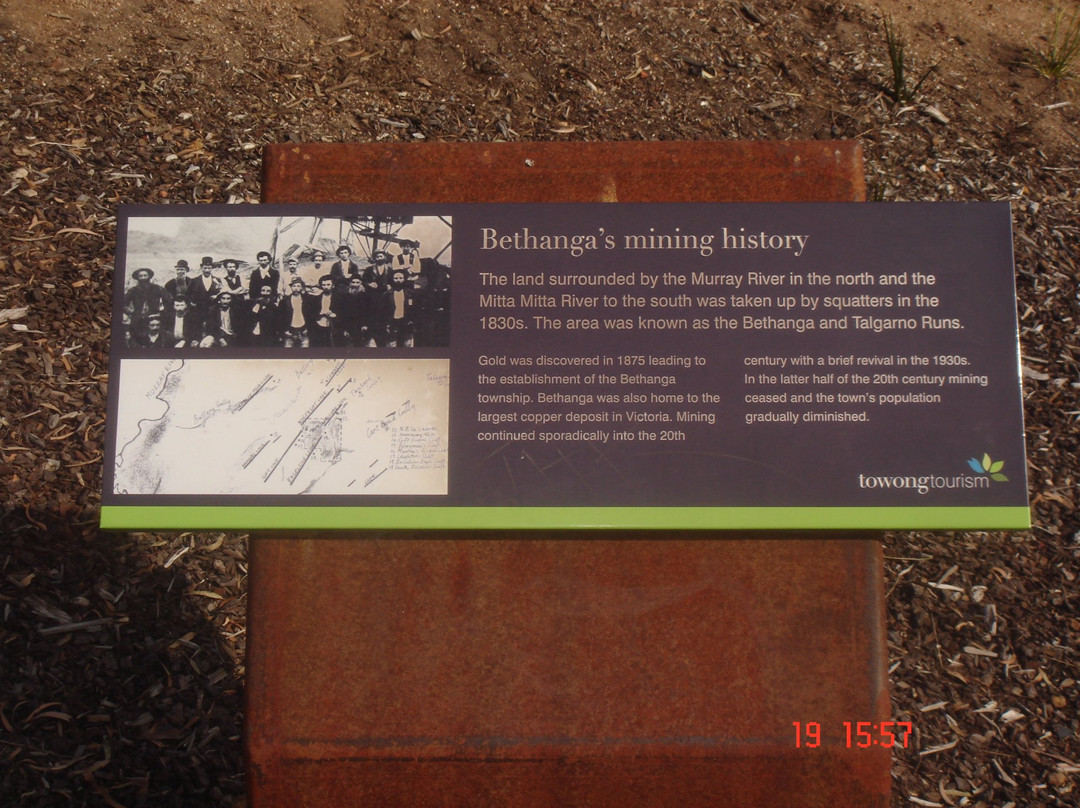 Bethanga's mining history
The land surrounded by the Murray River in the north and the
Mitta Mitta River to the south was taken up by squatters in the
1830s. The area was known as the Bethanga and Talgarno Runs.
Gold was discovered in 1875 leading to
the establishment of the Bethanga
township. Bethanga was also home to the
largest copper deposit in Victoria. Mining
continued sporadically into the 20th
century with a brief revival in the 1930s.
In the latter half of the 20th century mining
ceased and the town's population
gradually diminished.
towongtourism
19 15:57